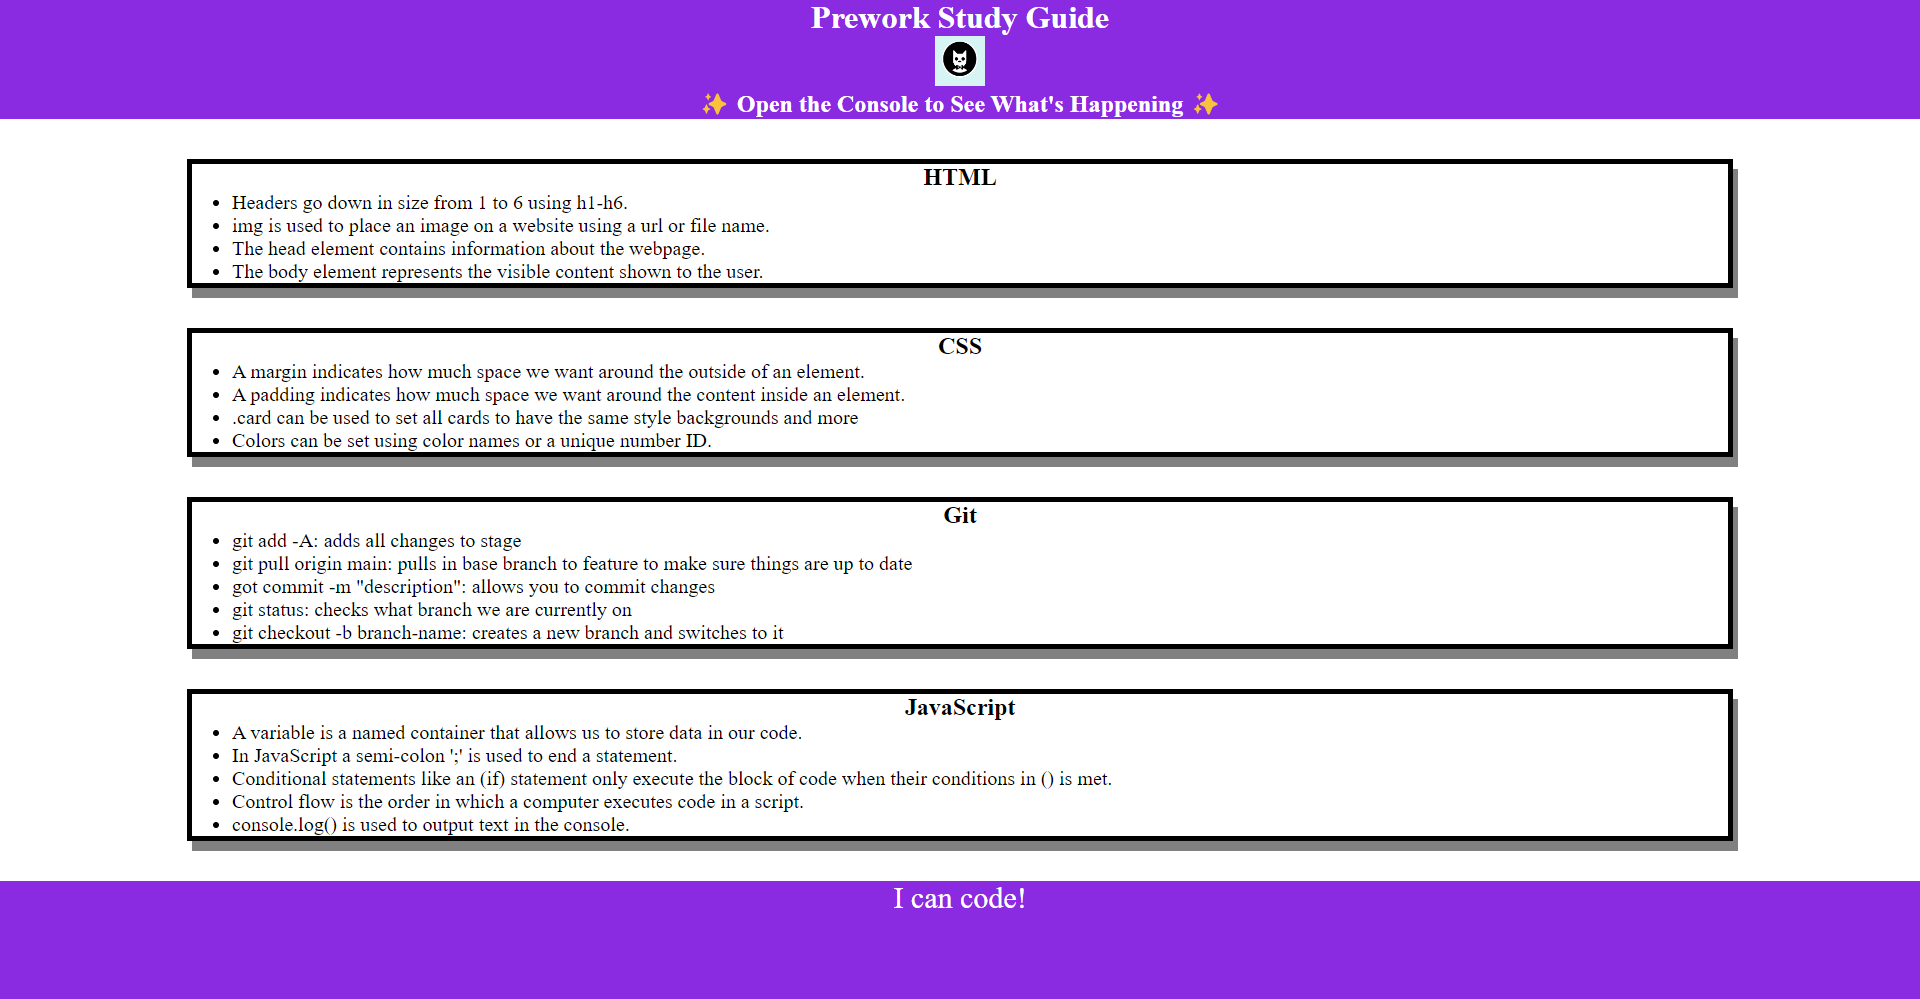 Prework Study Guide
✨ Open the Console to See What's Happening ✨
HTML
• Headers go down in size from 1 to 6 using h1-h6.
• img is used to place an image on a website using a url or file name.
• The head element contains information about the webpage.
• The body element represents the visible content shown to the user.
CSS
• A margin indicates how much space we want around the outside of an element.
• A padding indicates how much space we want around the content inside an element.
• .card can be used to set all cards to have the same style backgrounds and more
• Colors can be set using color names or a unique number ID.
Git
• git add -A: adds all changes to stage
• git pull origin main: pulls in base branch to feature to make sure things are up to date
• got commit -m "description": allows you to commit changes
• git status: checks what branch we are currently on
• git checkout -b branch-name: creates a new branch and switches to it
JavaScript
• A variable is a named container that allows us to store data in our code.
• In JavaScript a semi-colon ';' is used to end a statement.
• Conditional statements like an (if) statement only execute the block of code when their conditions in () is met.
• Control flow is the order in which a computer executes code in a script.
• console.log() is used to output text in the console.
I can code!